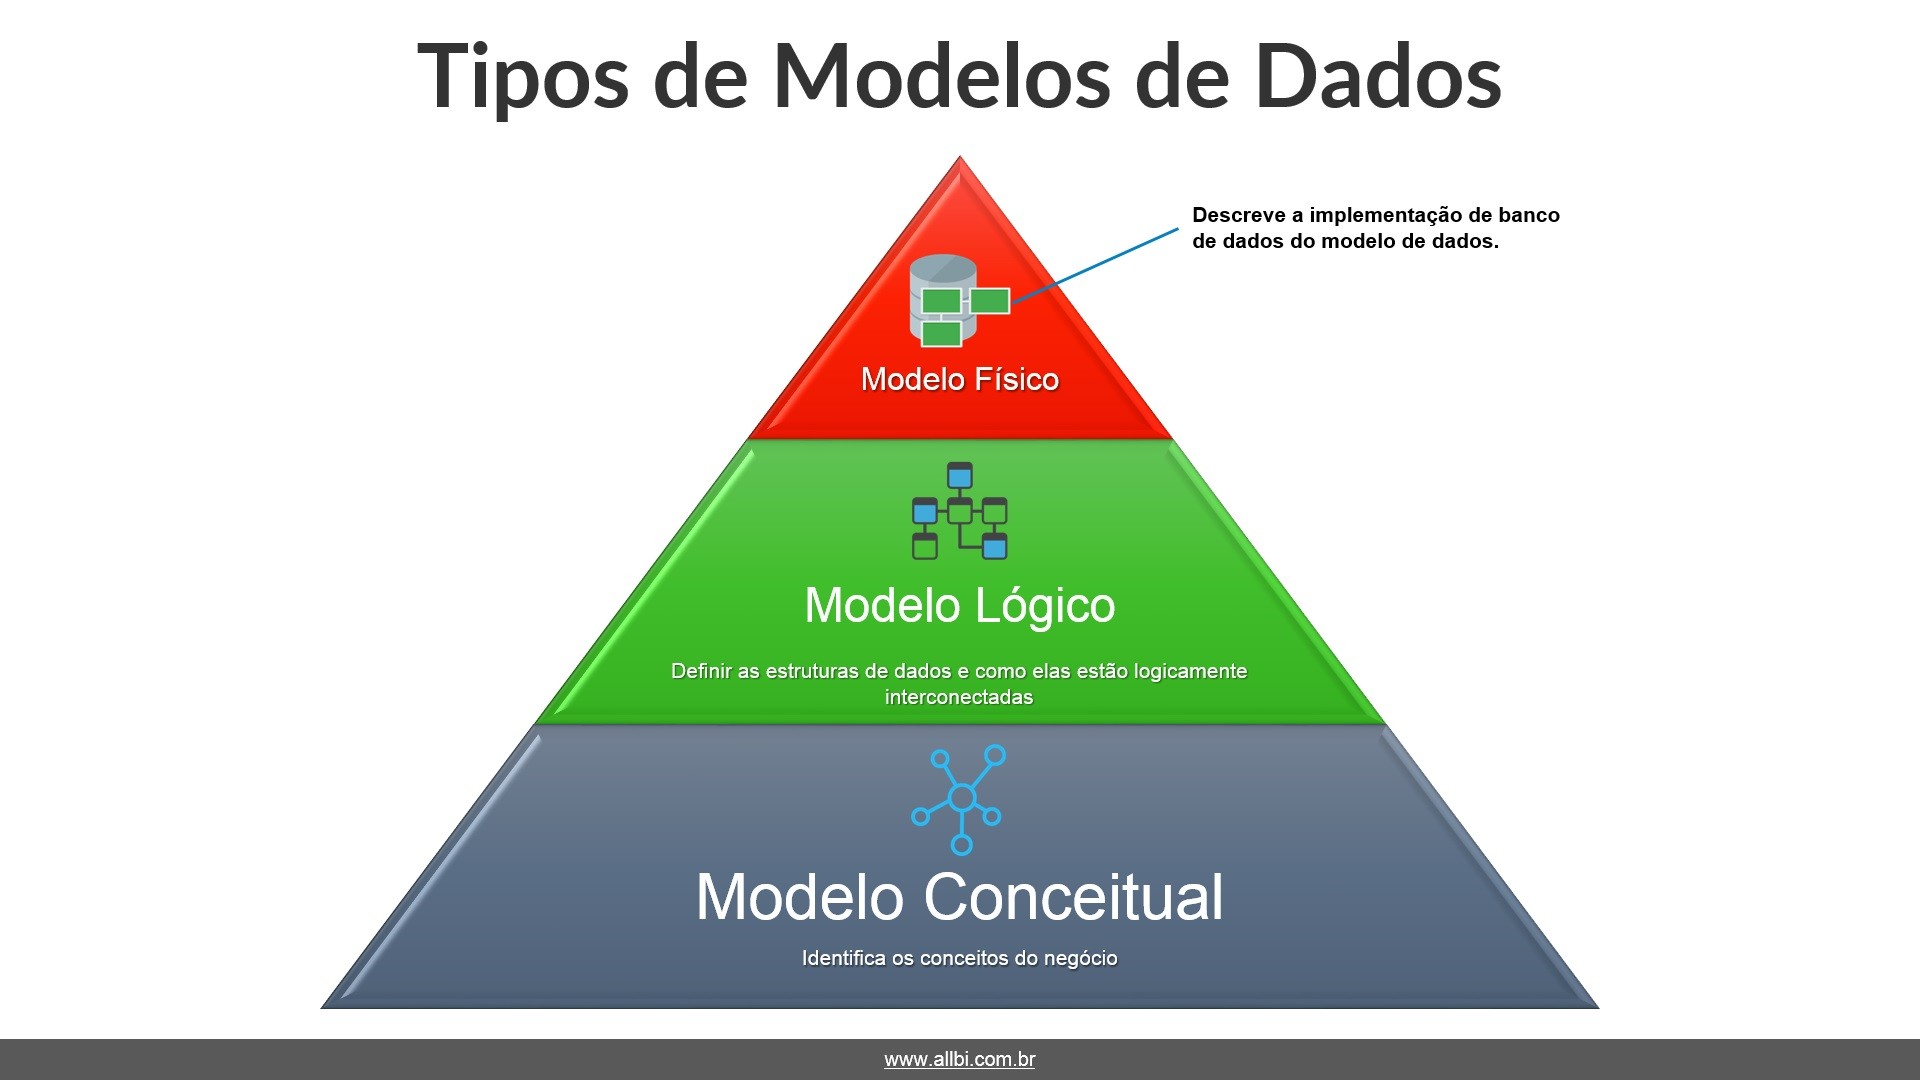 Tipos de Modelos de Dados
Descreve a implementação de banco
de dados do modelo de dados.
Modelo Físico
Modelo Lógico
Definir as estruturas de dados e como elas estão logicamente
interconectadas
Modelo Conceitual
Identifica os conceitos do negócio
www.allbi.com.br